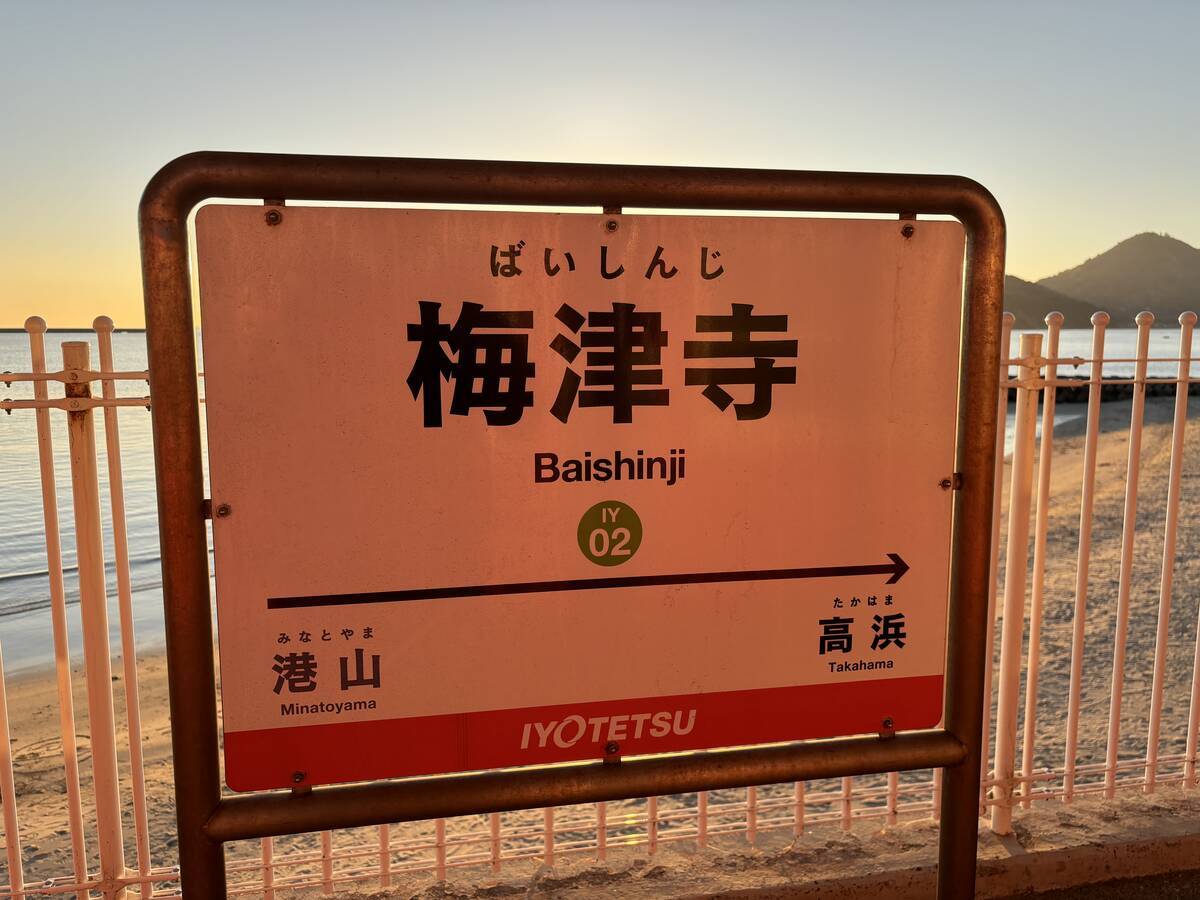 ばいしんじ
梅津寺
Baishinji
IY
02
みなとやま
港山
Minatoyama
たかはま
高浜
Takahama
IYOTETSU